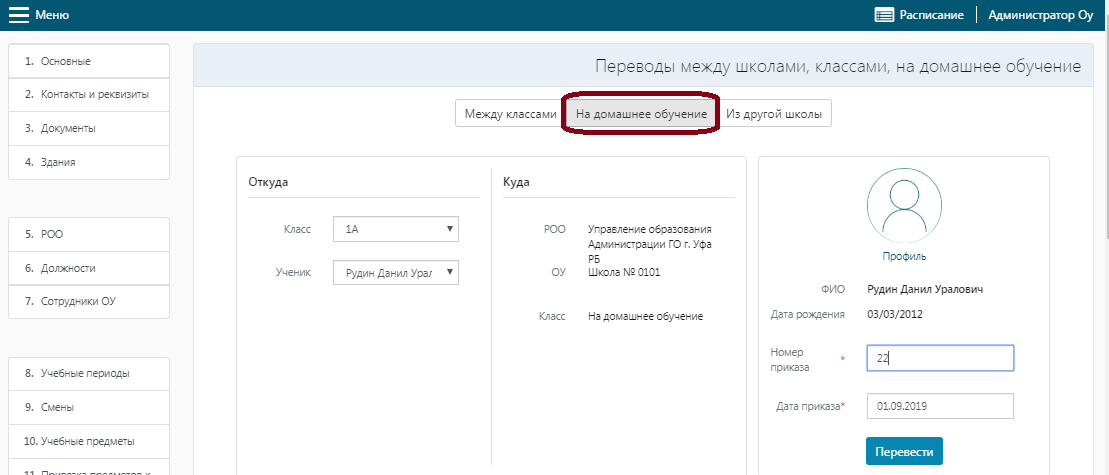 Меню
Расписание
Администратор Оу
1. Основные
2. Контакты и реквизиты
3. Документы
4. Здания
5. РОО
6. Должности
7. Сотрудники ОУ
8. Учебные периоды
9. Смены
10. Учебные предметы
11. Привязка предметов к
Переводы между школами, классами, на домашнее обучение
Между классами
На домашнее обучение
Из другой школы
Откуда
Класс 1А
Ученик Рудин Данил Урал
Куда
РОО Управление образования
Администрации ГО г. Уфа
РБ
ОУ Школа № 0101
Класс На домашнее обучение
Профиль
ФИО Рудин Данил Уралович
Дата рождения 03/03/2012
Номер
приказа * 22
Дата приказа* 01.09.2019
Перевести